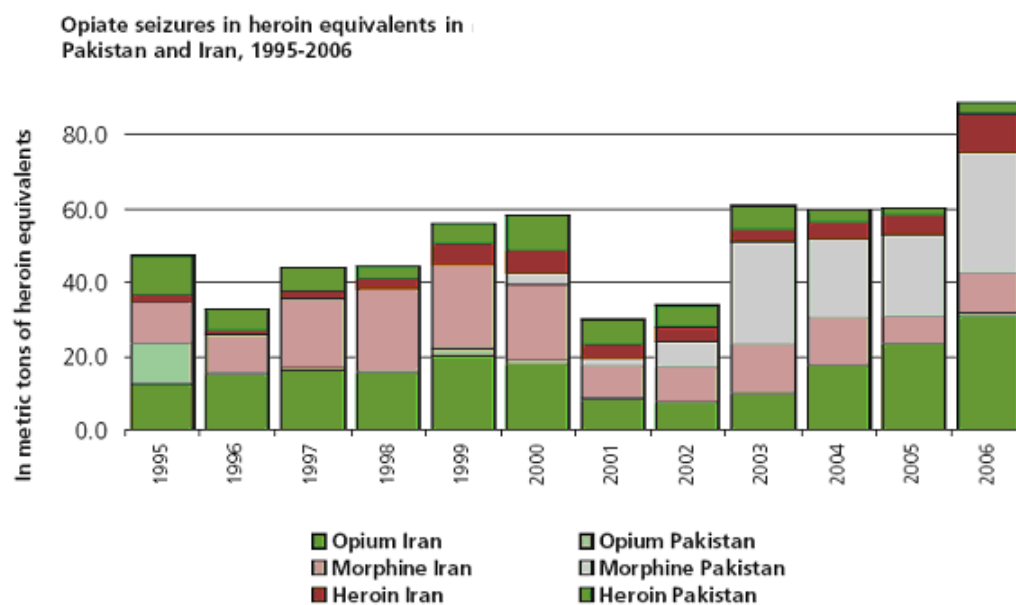 Opiate seizures in heroin equivalents in
Pakistan and Iran, 1995-2006
In metric tons of heroin equivalents
80.0
60.0
40.0
20.0
0.0
1995
1996
1997
1998
1999
2000
2001
2002
2003
2004
2005
2006
Opium Iran
Opium Pakistan
Morphine Iran
Morphine Pakistan
Heroin Iran
Heroin Pakistan